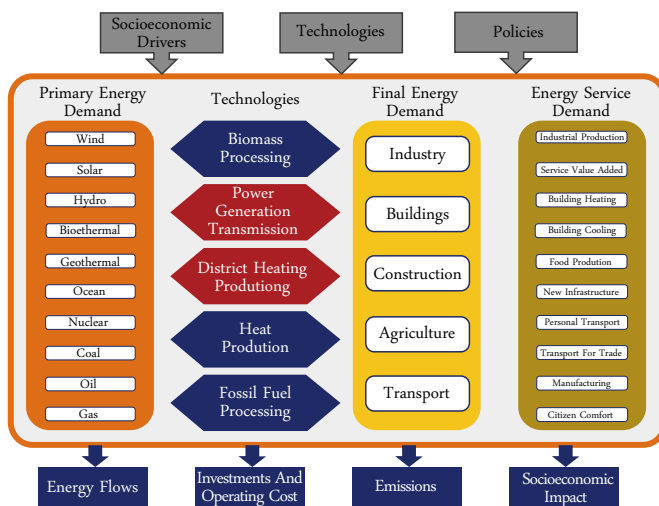 Socioeconomic
Drivers
Technologies
Policies
Primary Energy
Demand
Wind
Solar
Hydro
Bioethermal
Geothermal
Ocean
Nuclear
Coal
Oil
Gas
Technologies
Biomass
Processing
Power
Generation
Transmission
District Heating
Produtiong
Heat
Prodution
Fossil Fuel
Processing
Final Energy
Demand
Industry
Buildings
Construction
Agriculture
Transport
Energy Service
Demand
Industrial Production
Service Value Added
Building Heating
Building Cooling
Food Prodution
New Infrastructure
Personal Transport
Transport For Trade
Manufacturing
Citizen Comfort
Energy Flows
Investments And
Operating Cost
Emissions
Socioeconomic
Impact